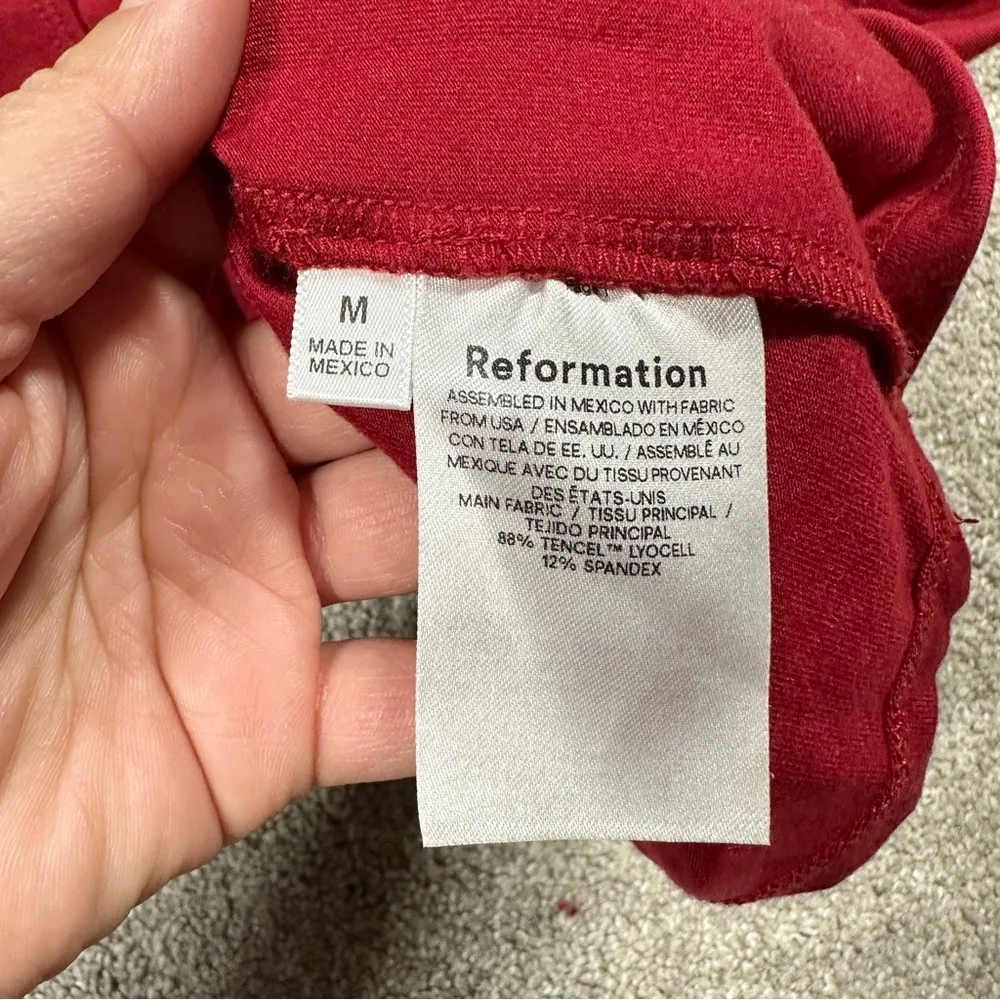 M
MADE IN
MEXICO
Reformation
ASSEMBLED IN MEXICO WITH FABRIC
FROM USA / ENSAMBLADO EN MÉXICO
CON TELA DE EE. UU. / ASSEMBLÉ AU
MEXIQUE AVEC DU TISSU PROVENANT
DES ÉTATS-UNIS
MAIN FABRIC / TISSU PRINCIPAL /
TEJIDO PRINCIPAL
88% TENCEL™ LYOCELL
12% SPANDEX